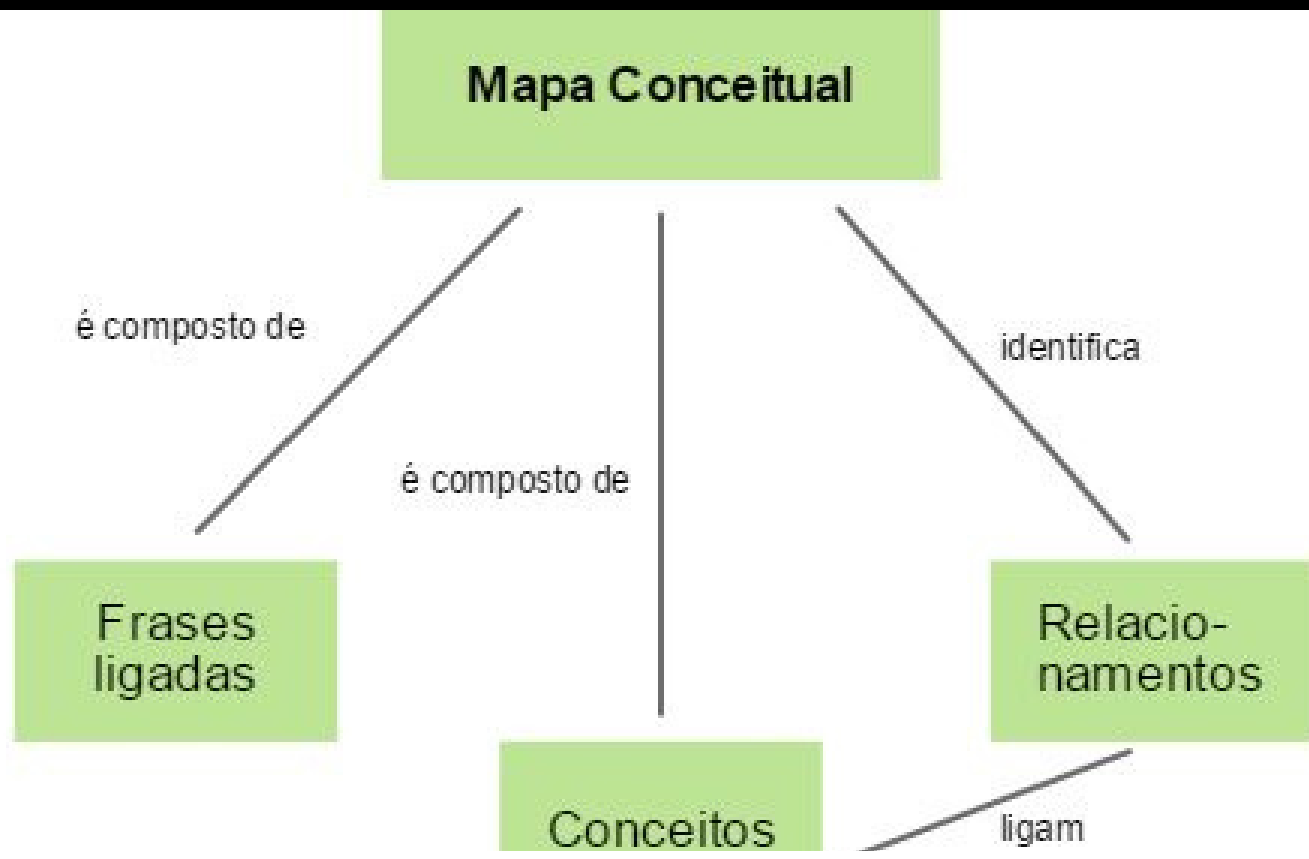 Mapa Conceitual
é composto de
identifica
é composto de
Frases
ligadas
Relacio-
namentos
Conceitos
ligam